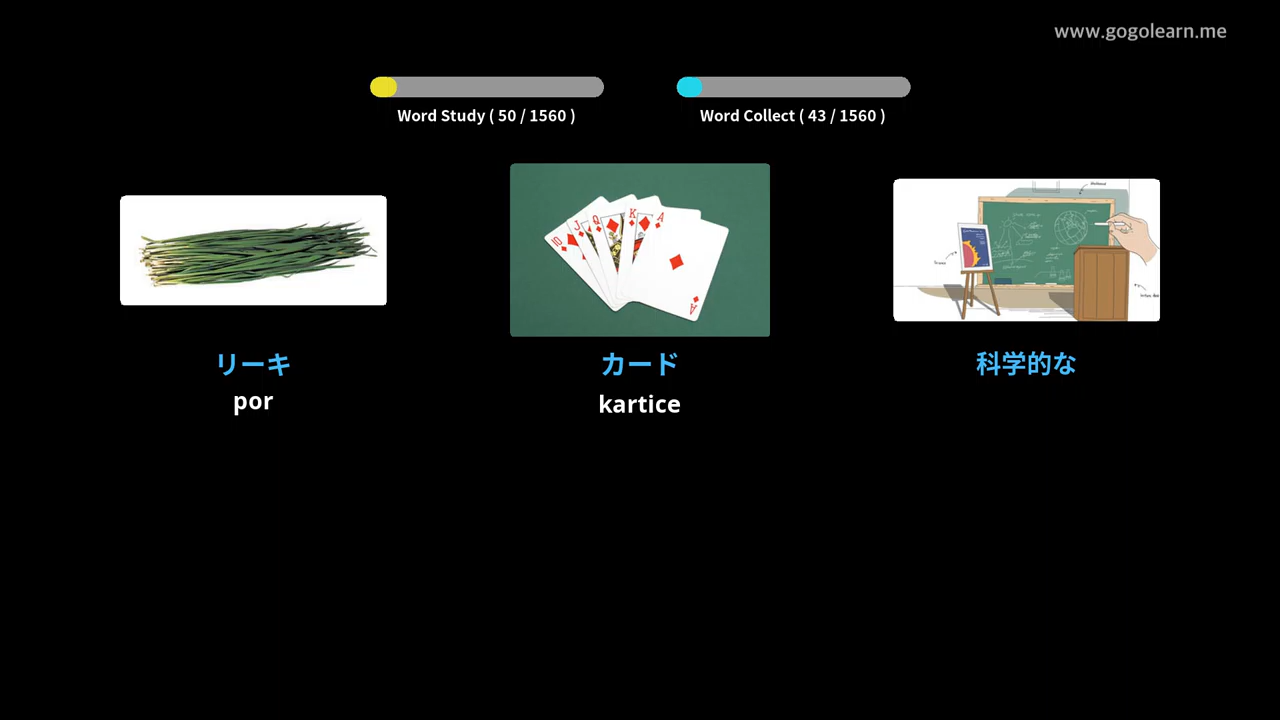 www.gogolearn.me
Word Study ( 50 / 1560 )
Word Collect ( 43 / 1560 )
10
J
Q
K
A
A
リーキ
カード
科学的な
por
kartice